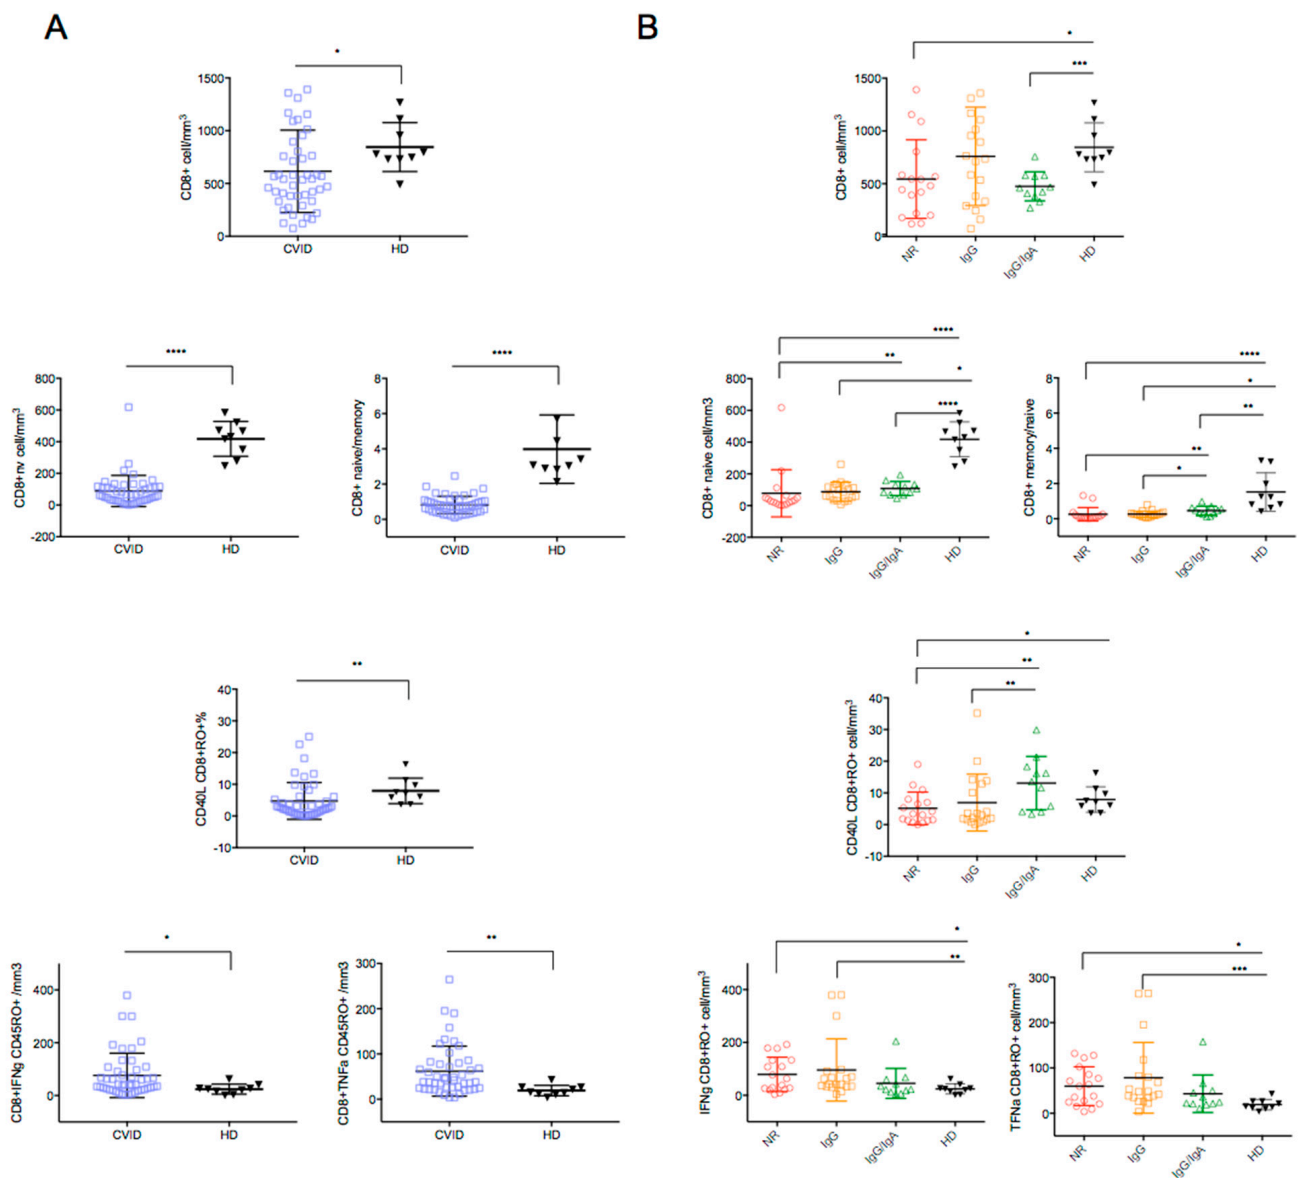 A
B
*
1500
1000
500
0
CD8+ cell/mm3
CVID
HD
*
***
1500
1000
500
0
CD8+ cell/mm3
NR
IgG
IgG/IgA
HD
****
800
600
400
200
0
-200
CD8+nv cell/mm3
CVID
HD
****
8
6
4
2
0
CD8+ naive/memory
CVID
HD
****
**
*
****
800
600
400
200
0
-200
CD8+ naive cell/mm3
NR
IgG
IgG/IgA
HD
****
*
**
**
*
8
6
4
2
0
CD8+ memory/naive
NR
IgG
IgG/IgA
HD
**
40
30
20
10
0
-10
CD40L CD8+RO+%
CVID
HD
*
**
**
40
30
20
10
0
-10
CD40L CD8+RO+ cell/mm3
NR
IgG
IgG/IgA
HD
*
400
200
0
CD8+IFNg CD45RO+ /mm3
CVID
HD
**
300
200
100
0
CD8+TNFa CD45RO+ /mm3
CVID
HD
*
**
400
200
0
IFNg CD8+RO+ cell/mm3
NR
IgG
IgG/IgA
HD
*
***
300
200
100
0
TFNa CD8+RO+ cell/mm3
NR
IgG
IgG/IgA
HD